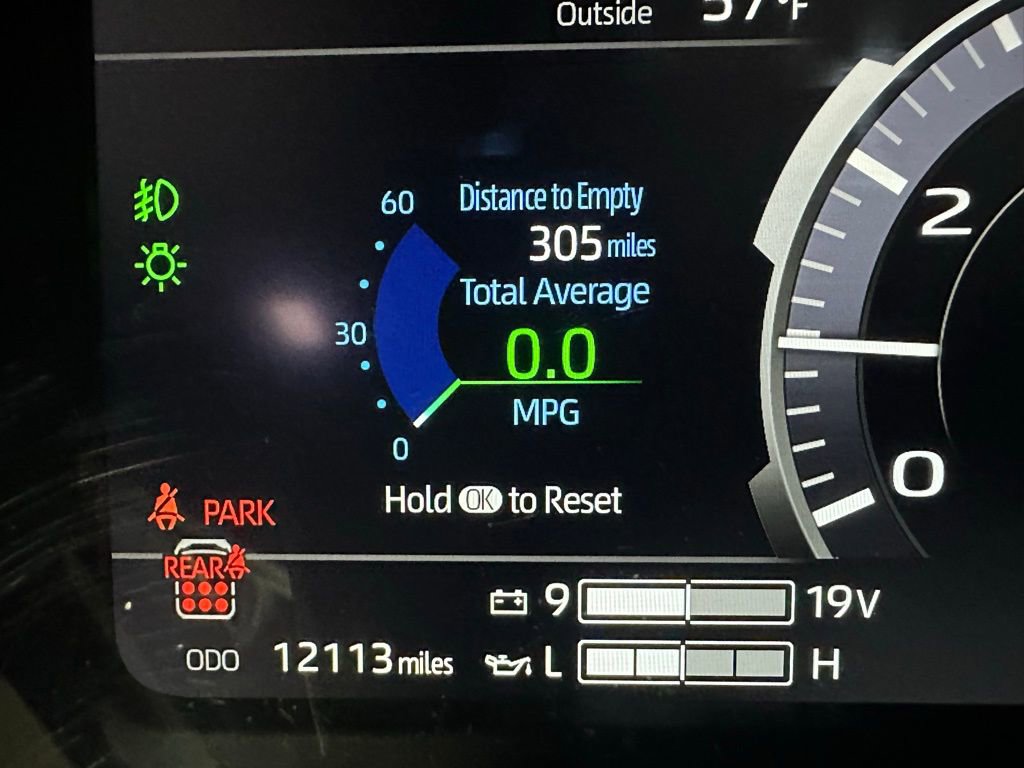 Outside 57°F
60
Distance to Empty
305 miles
Total Average
30
0.0
MPG
0
Hold OK to Reset
2
0
PARK
REAR
9 19V
ODO 12113 miles
L H